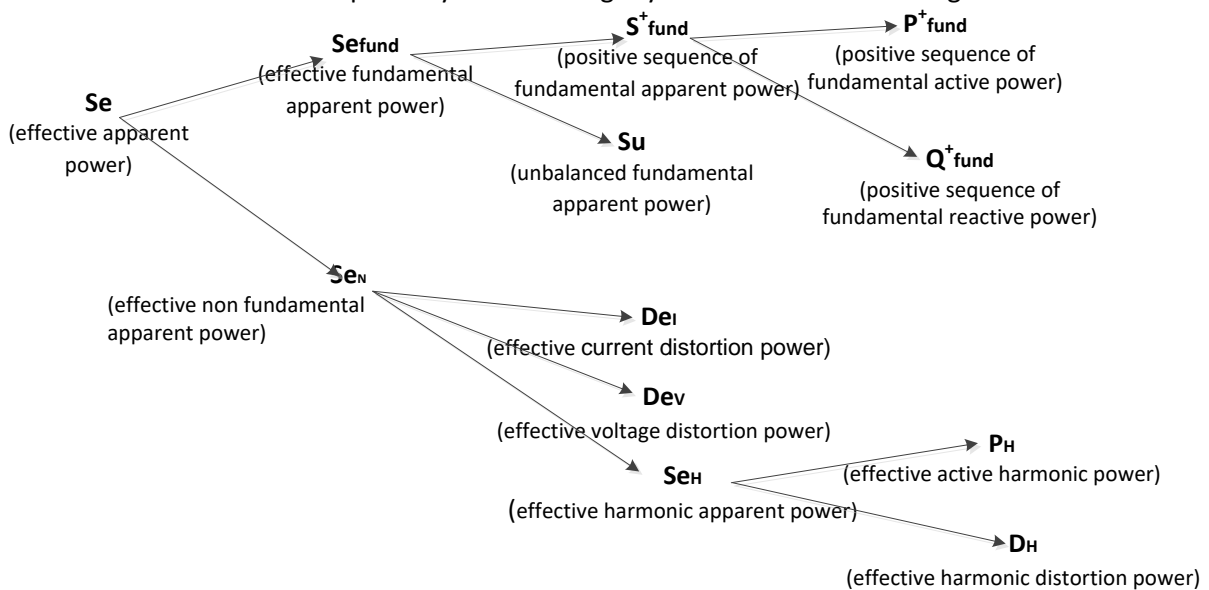 S⁺fund
P⁺fund
Sefund
(positive sequence of
fundamental apparent power)
(positive sequence of
fundamental active power)
(effective fundamental
apparent power)
Se
(effective apparent
power)
Su
(unbalanced fundamental
apparent power)
Q⁺fund
(positive sequence of
fundamental reactive power)
SeN
(effective non fundamental
apparent power)
DeI
(effective current distortion power)
DeV
(effective voltage distortion power)
SeH
(effective harmonic apparent power)
PH
(effective active harmonic power)
DH
(effective harmonic distortion power)